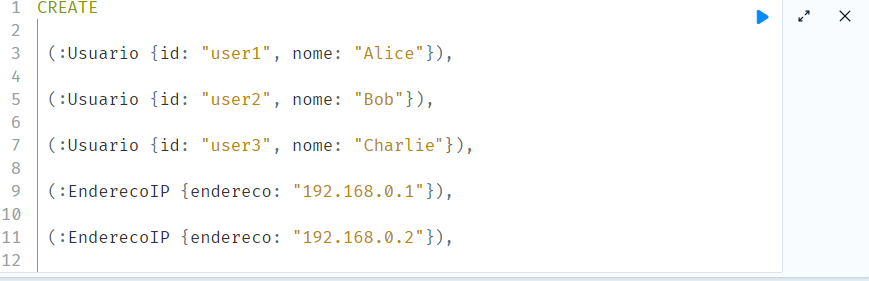 1 CREATE
2
3 (:Usuario {id: "user1", nome: "Alice"}),
4
5 (:Usuario {id: "user2", nome: "Bob"}),
6
7 (:Usuario {id: "user3", nome: "Charlie"}),
8
9 (:EnderecoIP {endereco: "192.168.0.1"}),
10
11 (:EnderecoIP {endereco: "192.168.0.2"}),
12